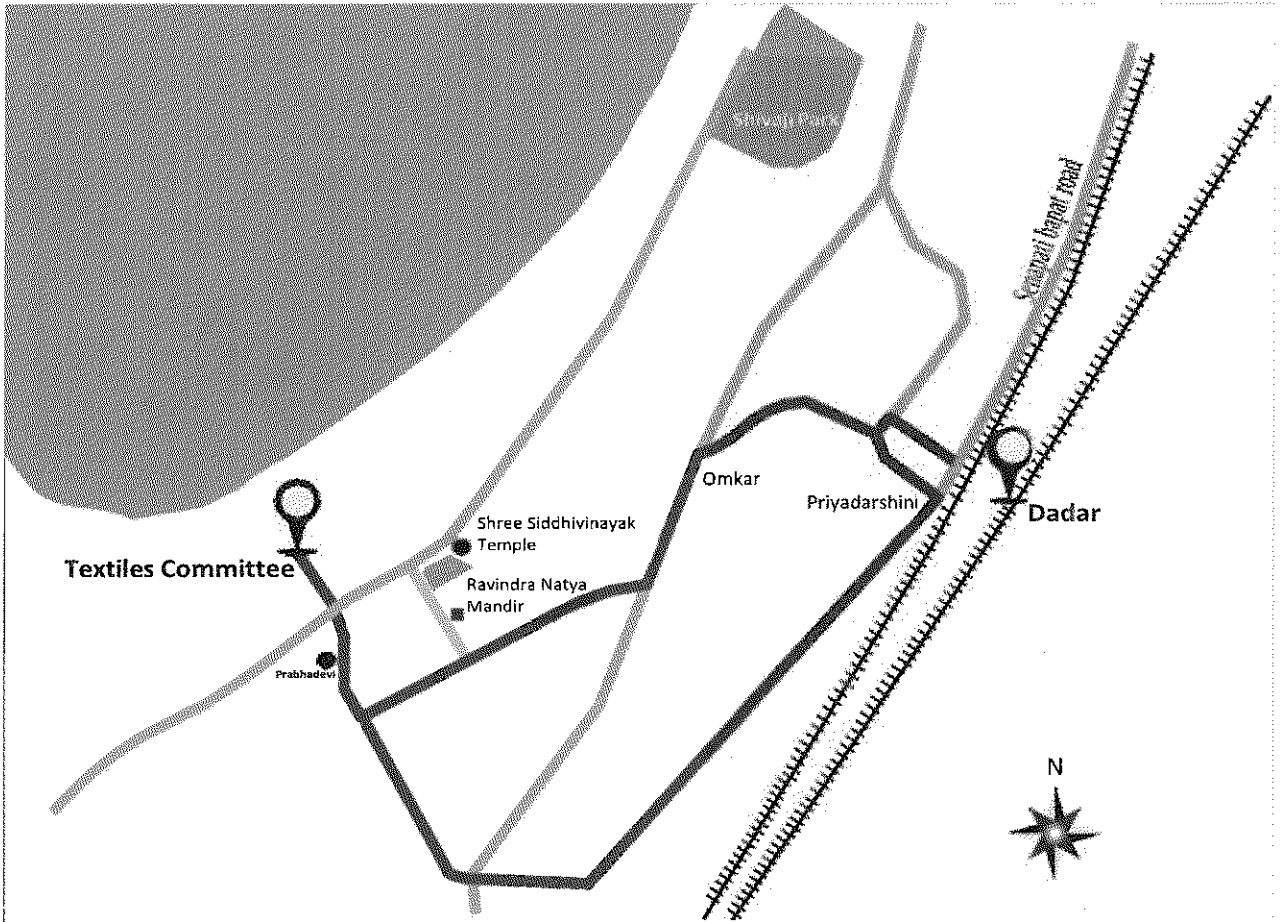 Shivaji Park
Senapati bapat road
Omkar
Priyadarshini
Dadar
Shree Siddhivinayak
Temple
Textiles Committee
Ravindra Natya
Mandir
Prabhadevi
N